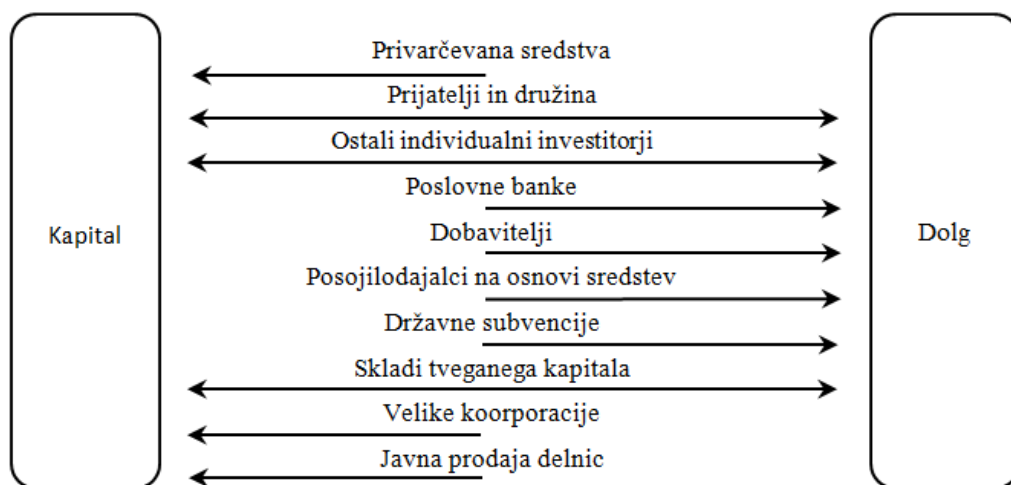 Privarčevana sredstva
Prijatelji in družina
Ostali individualni investitorji
Poslovne banke
Kapital
Dobavitelji
Dolg
Posojilodajalci na osnovi sredstev
Državne subvencije
Skladi tveganega kapitala
Velike koorporacije
Javna prodaja delnic